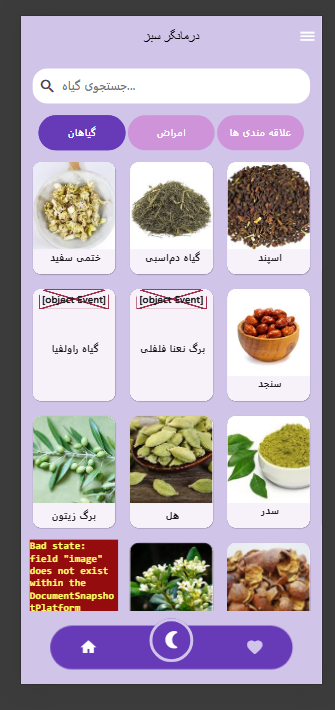 درمانگر سبز
جستجوی گیاه...
علاقه مندی ها
امراض
گیاهان
اسپند
گیاه دم‌اسبی
ختمی سفید
سنجد
[object Event]
برگ نعنا فلفلی
[object Event]
گیاه راولفیا
سدر
هل
برگ زیتون
Bad state:
field "image"
does not exist
within the
DocumentSnapsho
tPlatform